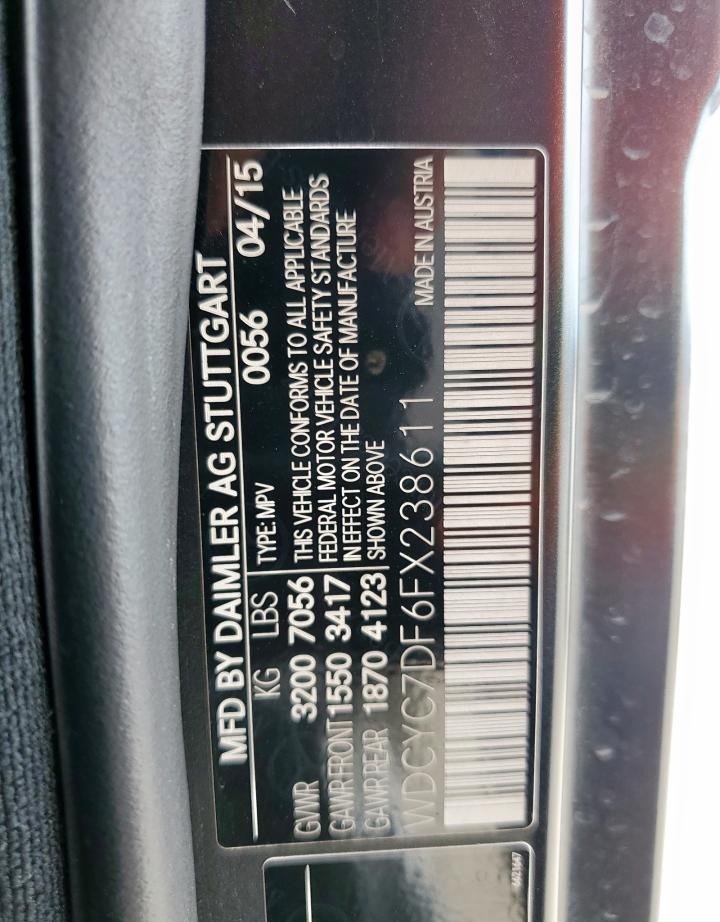 MFD BY DAIMLER AG STUTTGART
0056 04/15
KG LBS
GVWR 3200 7056
GAWR FRONT 1550 3417
GAWR REAR 1870 4123
TYPE: MPV
THIS VEHICLE CONFORMS TO ALL APPLICABLE
FEDERAL MOTOR VEHICLE SAFETY STANDARDS
IN EFFECT ON THE DATE OF MANUFACTURE
SHOWN ABOVE
WDCYC7DF6FX238611
MADE IN AUSTRIA